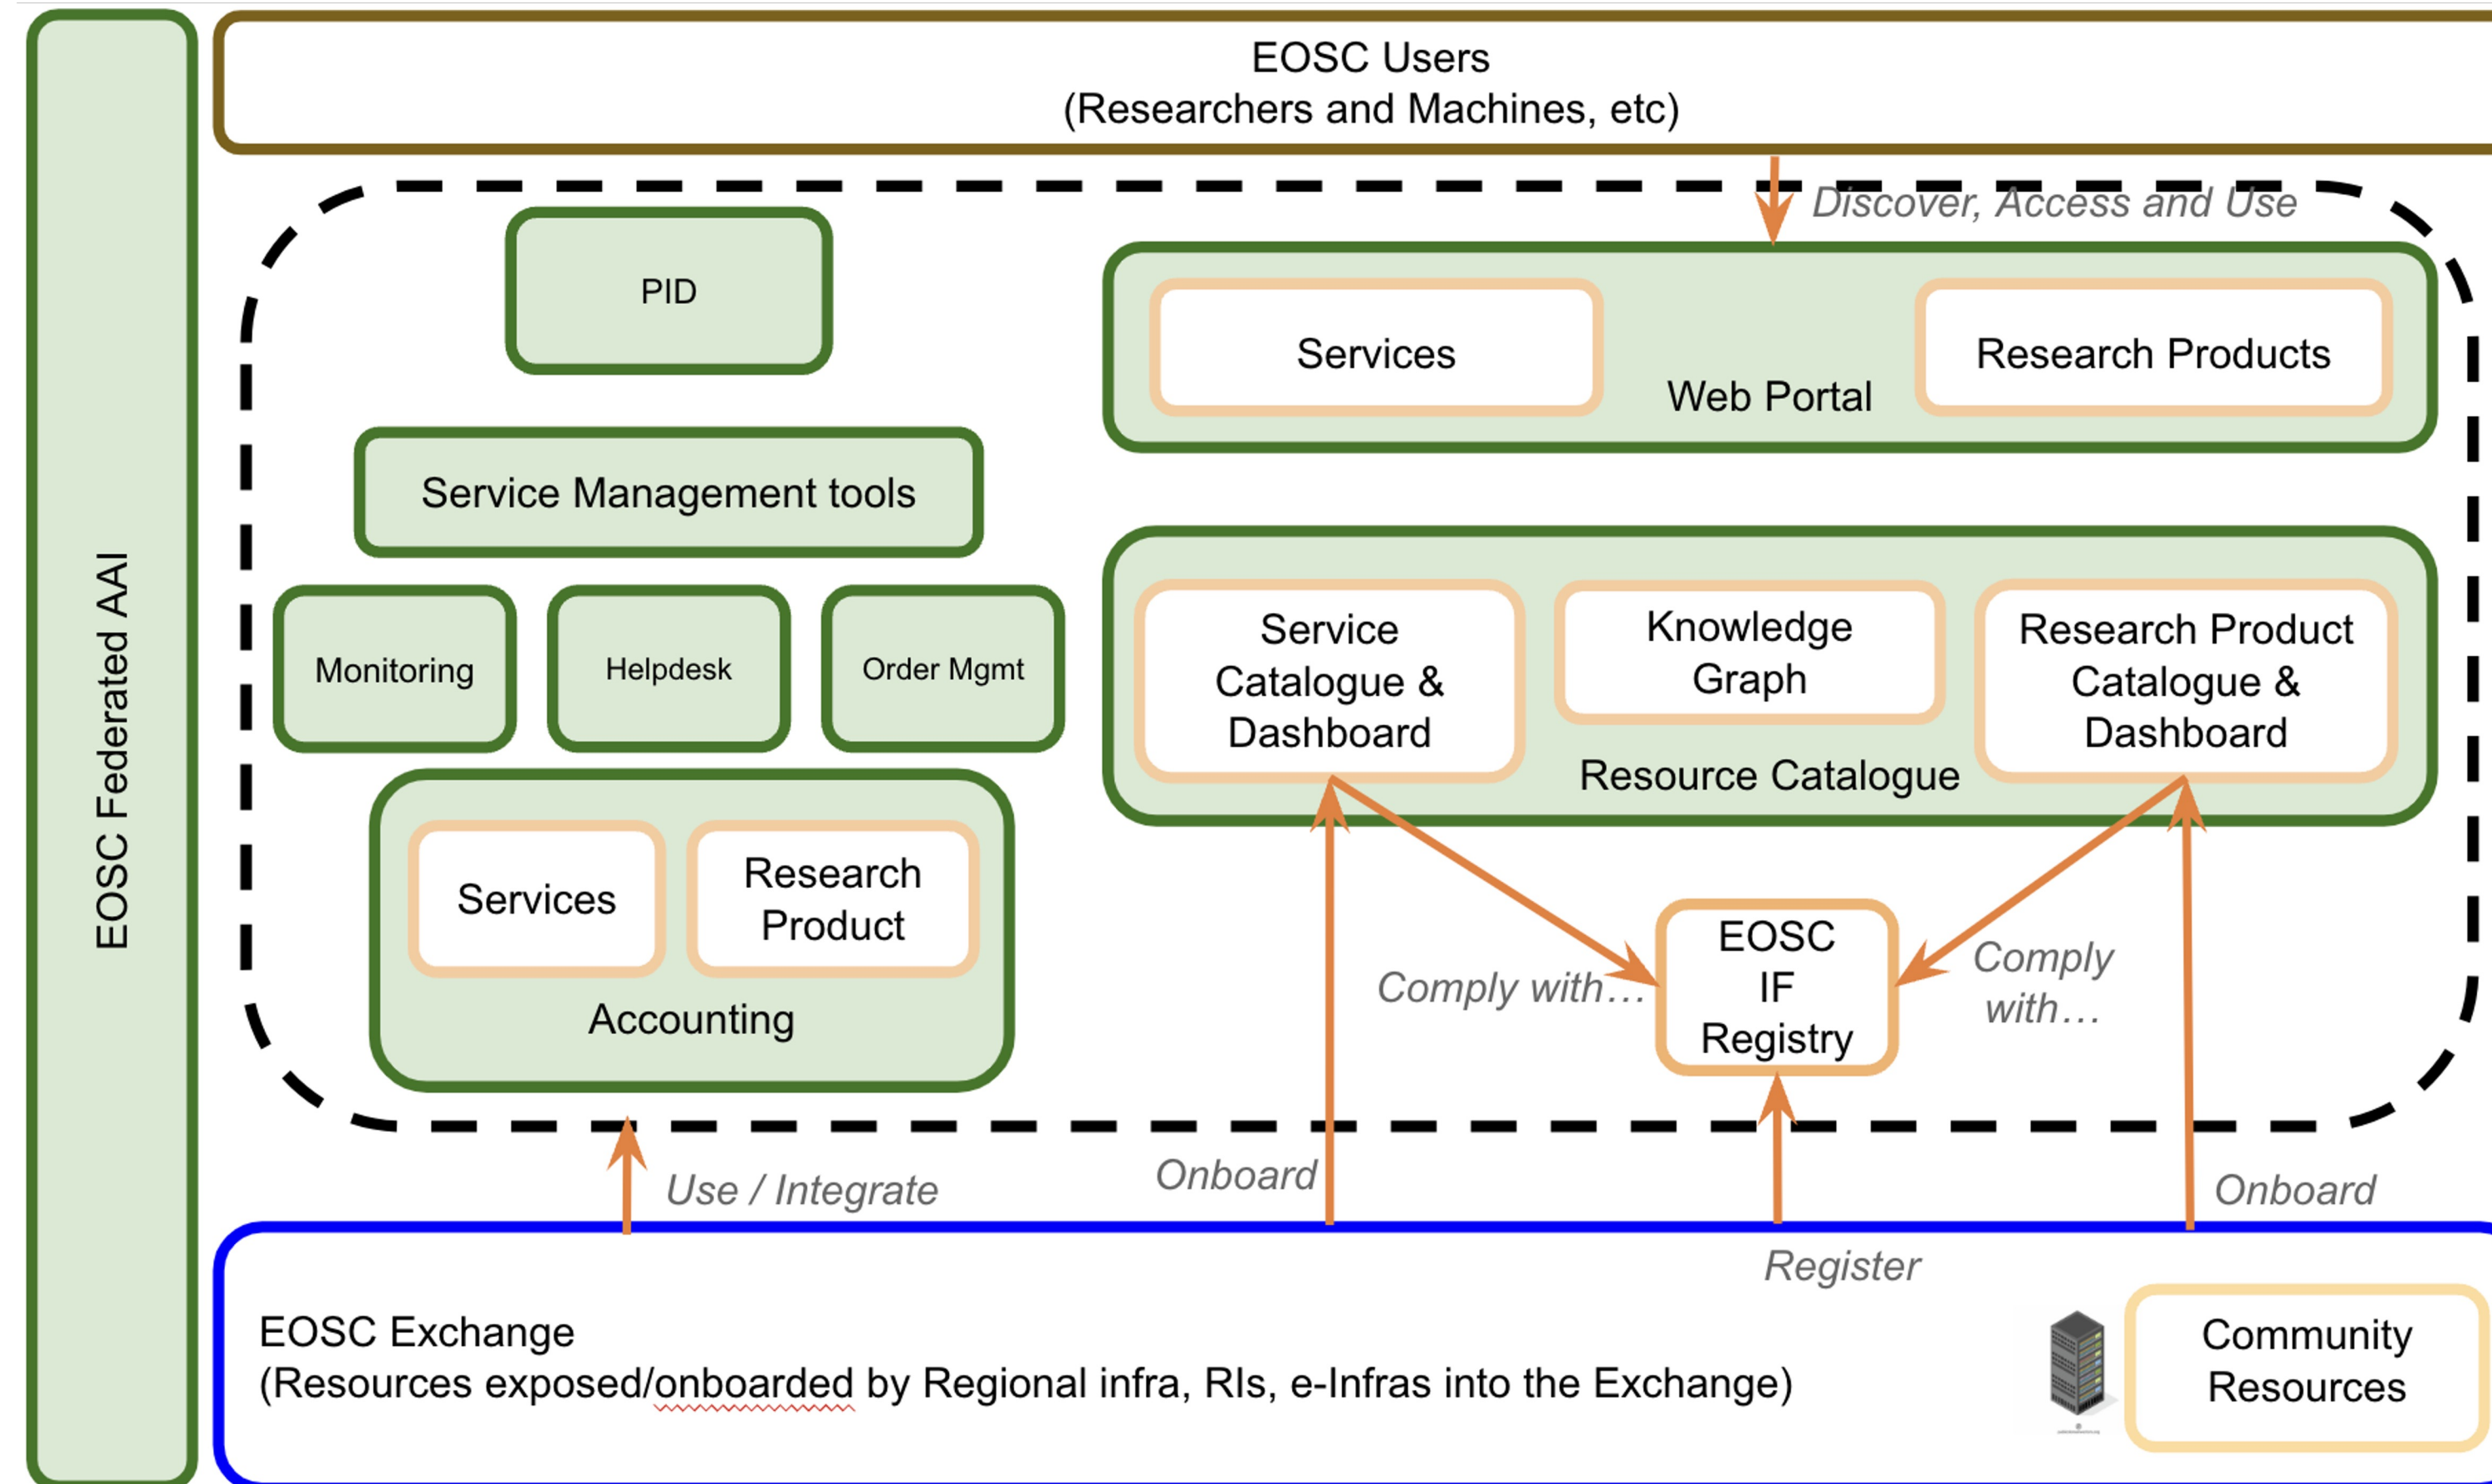 EOSC Federated AAI
EOSC Users
(Researchers and Machines, etc)
Discover, Access and Use
PID
Services
Research Products
Web Portal
Service Management tools
Monitoring
Helpdesk
Order Mgmt
Service
Catalogue &
Dashboard
Knowledge
Graph
Research Product
Catalogue &
Dashboard
Resource Catalogue
Services
Research
Product
Accounting
EOSC
IF
Registry
Comply with...
Comply
with...
Use / Integrate
Onboard
Onboard
Register
EOSC Exchange
(Resources exposed/onboarded by Regional infra, RIs, e-Infras into the Exchange)
Community
Resources